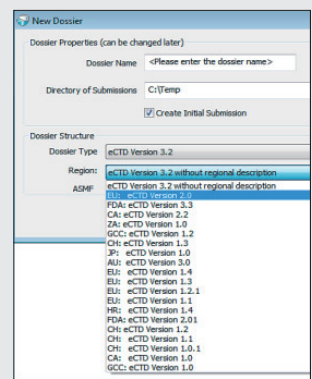 New Dossier
Dossier Properties (can be changed later)
Dossier Name <Please enter the dossier name>
Directory of Submissions C:\Temp
Create Initial Submission
Dossier Structure
Dossier Type eCTD Version 3.2
Region: eCTD Version 3.2 without regional description
ASMF eCTD Version 3.2 without regional description
EU: eCTD Version 2.0
FDA: eCTD Version 3.3
CA: eCTD Version 2.2
ZA: eCTD Version 1.0
GCC: eCTD Version 1.2
CH: eCTD Version 1.3
JP: eCTD Version 1.0
AU: eCTD Version 3.0
EU: eCTD Version 1.4
EU: eCTD Version 1.3
EU: eCTD Version 1.2.1
EU: eCTD Version 1.1
HR: eCTD Version 1.4
FDA: eCTD Version 2.01
CH: eCTD Version 1.2
CH: eCTD Version 1.1
CH: eCTD Version 1.0.1
CA: eCTD Version 1.0
GCC: eCTD Version 1.0